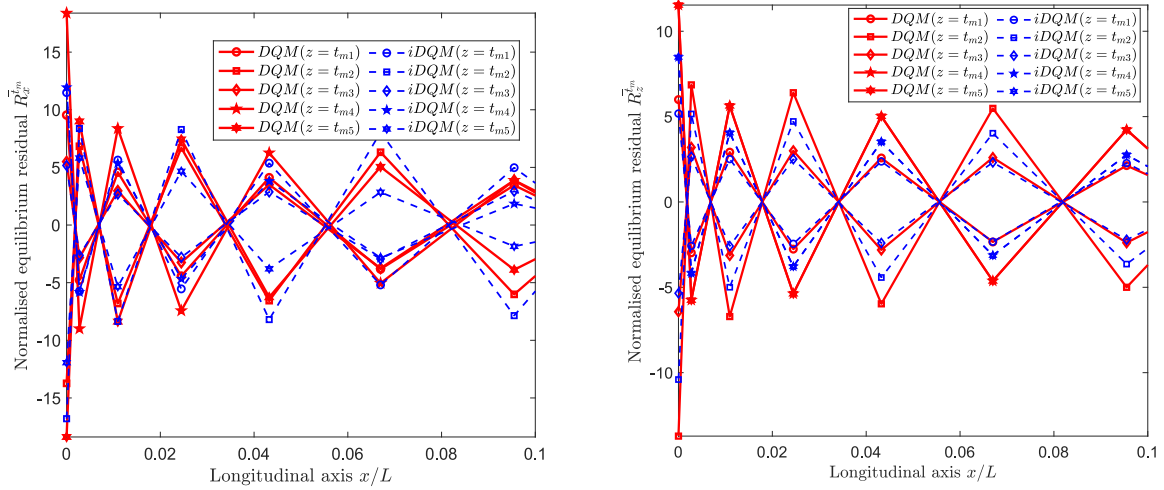 Normalised equilibrium residual R̄ₓ^{t_m}
15
10
5
0
-5
-10
-15
DQM(z = t_{m1})
DQM(z = t_{m2})
DQM(z = t_{m3})
DQM(z = t_{m4})
DQM(z = t_{m5})
iDQM(z = t_{m1})
iDQM(z = t_{m2})
iDQM(z = t_{m3})
iDQM(z = t_{m4})
iDQM(z = t_{m5})
0 0.02 0.04 0.06 0.08 0.1
Longitudinal axis x/L
Normalised equilibrium residual R̄_z^{t_m}
10
5
0
-5
-10
DQM(z = t_{m1})
DQM(z = t_{m2})
DQM(z = t_{m3})
DQM(z = t_{m4})
DQM(z = t_{m5})
iDQM(z = t_{m1})
iDQM(z = t_{m2})
iDQM(z = t_{m3})
iDQM(z = t_{m4})
iDQM(z = t_{m5})
0 0.02 0.04 0.06 0.08 0.1
Longitudinal axis x/L